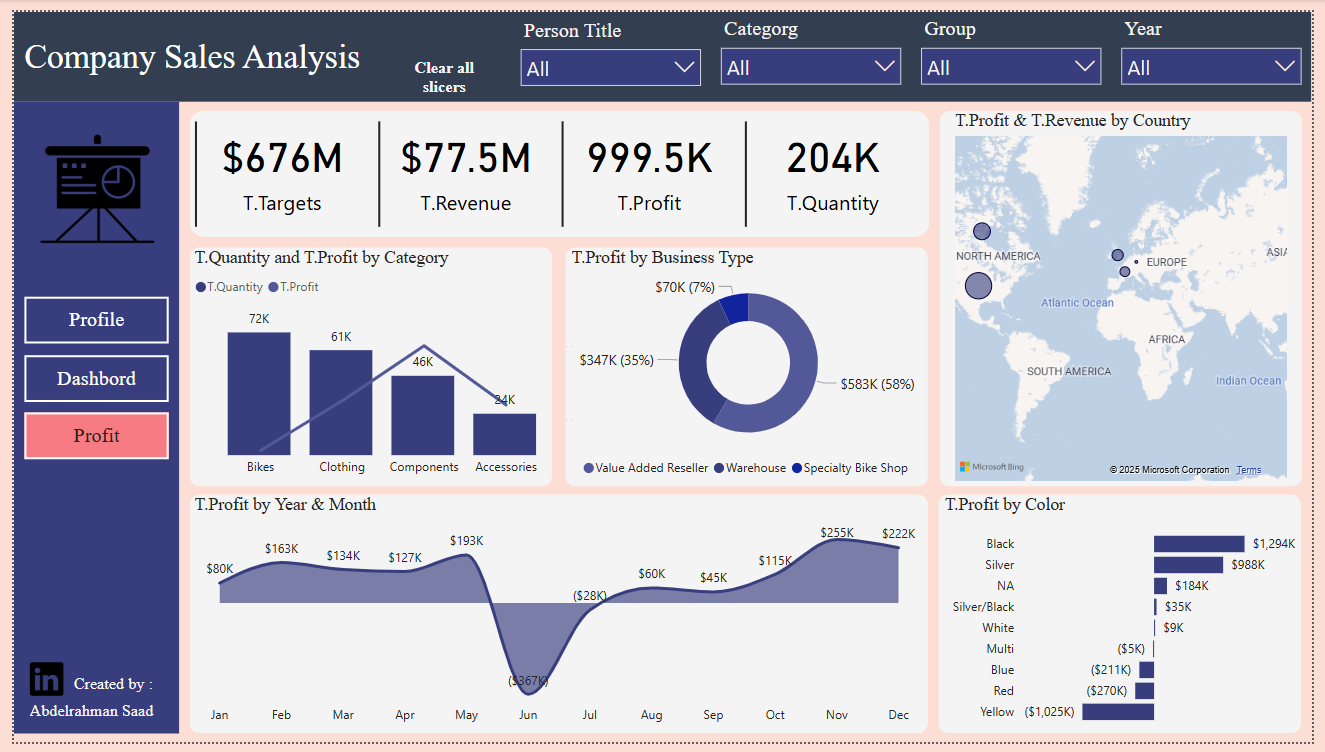 Company Sales Analysis
Clear all
slicers
Person Title
All
Categorg
All
Group
All
Year
All
Profile
Dashbord
Profit
in
Created by :
Abdelrahman Saad
$676M
T.Targets
$77.5M
T.Revenue
999.5K
T.Profit
204K
T.Quantity
T.Profit & T.Revenue by Country
NORTH AMERICA
EUROPE
ASIA
Atlantic Ocean
AFRICA
SOUTH AMERICA
Indian Ocean
Microsoft Bing
© 2025 Microsoft Corporation Terms
T.Quantity and T.Profit by Category
T.Quantity T.Profit
72K
61K
46K
24K
Bikes Clothing Components Accessories
T.Profit by Business Type
$70K (7%)
$347K (35%)
$583K (58%)
Value Added Reseller Warehouse Specialty Bike Shop
T.Profit by Year & Month
$80K $163K $134K $127K $193K ($367K) ($28K) $60K $45K $115K $255K $222K
Jan Feb Mar Apr May Jun Jul Aug Sep Oct Nov Dec
T.Profit by Color
Black $1,294K
Silver $988K
NA $184K
Silver/Black $35K
White $9K
Multi ($5K)
Blue ($211K)
Red ($270K)
Yellow ($1,025K)